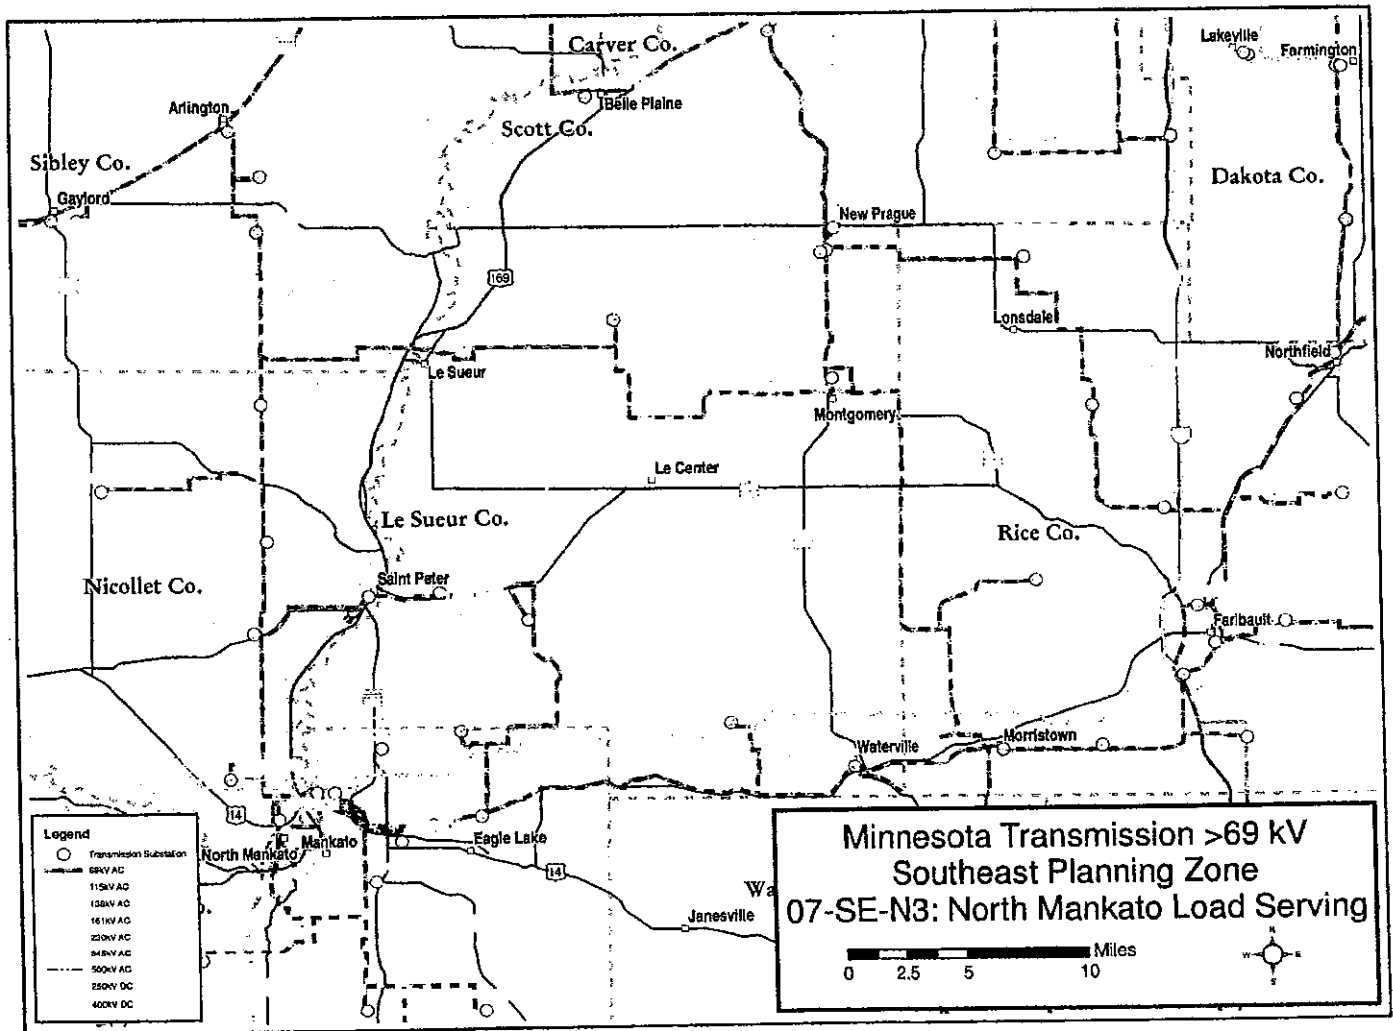 Carver Co.
Lakeville
Farmington
Arlington
Belle Plaine
Scott Co.
Sibley Co.
Dakota Co.
Gaylord
New Prague
169
Lonsdale
Northfield
Le Sueur
Montgomery
Le Center
Le Sueur Co.
Rice Co.
Nicollet Co.
Saint Peter
Faribault
Morristown
Waterville
14
North Mankato
Mankato
Eagle Lake
14
Wa
Janesville
Legend
Transmission Substation
69kV AC
115kV AC
138kV AC
161kV AC
230kV AC
345kV AC
500kV AC
250kV DC
400kV DC
Minnesota Transmission >69 kV
Southeast Planning Zone
07-SE-N3: North Mankato Load Serving
Miles
0 2.5 5 10
N
W E
S